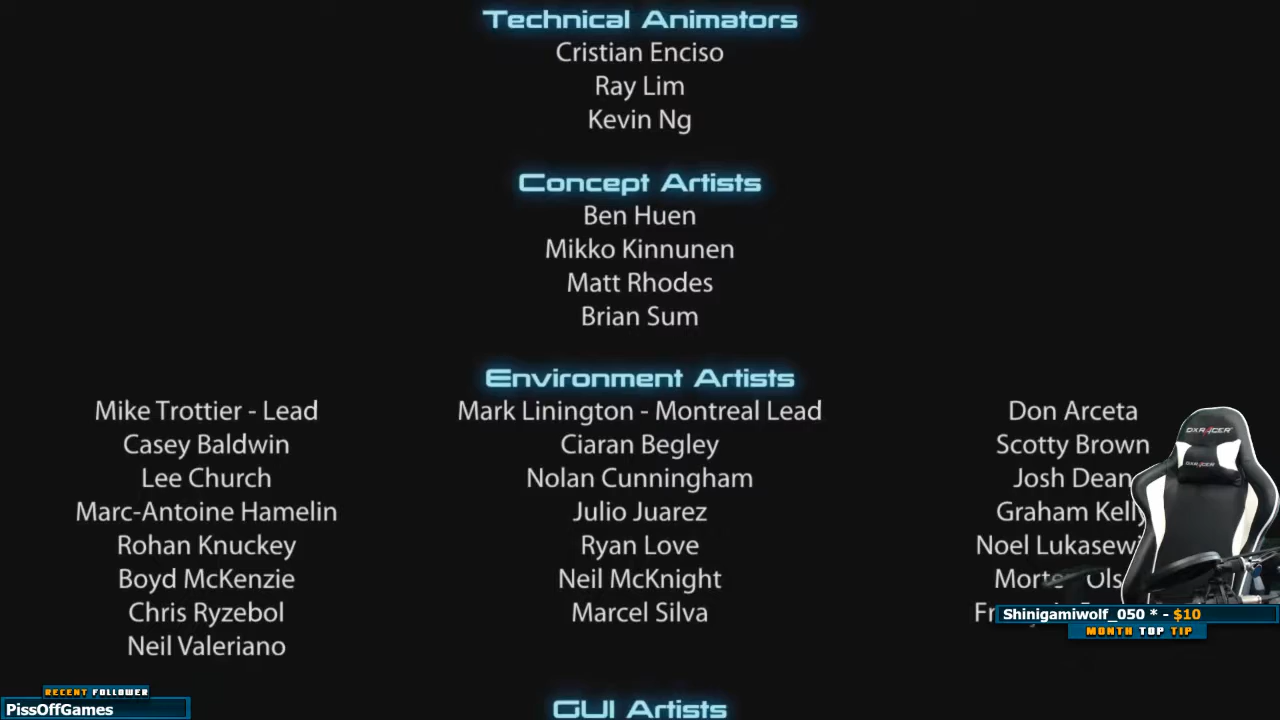 Technical Animators
Cristian Enciso
Ray Lim
Kevin Ng
Concept Artists
Ben Huen
Mikko Kinnunen
Matt Rhodes
Brian Sum
Environment Artists
Mike Trottier - Lead
Casey Baldwin
Lee Church
Marc-Antoine Hamelin
Rohan Knuckey
Boyd McKenzie
Chris Ryzebol
Neil Valeriano
Mark Linington - Montreal Lead
Ciaran Begley
Nolan Cunningham
Julio Juarez
Ryan Love
Neil McKnight
Marcel Silva
Don Arceta
Scotty Brown
Josh Dean
Graham Kelly
Noel
DXRACER
DXRACER
Shinigamiwolf_050 * - $10
MONTH TOP TIP
RECENT FOLLOWER
PissOffGames
GUI Artists